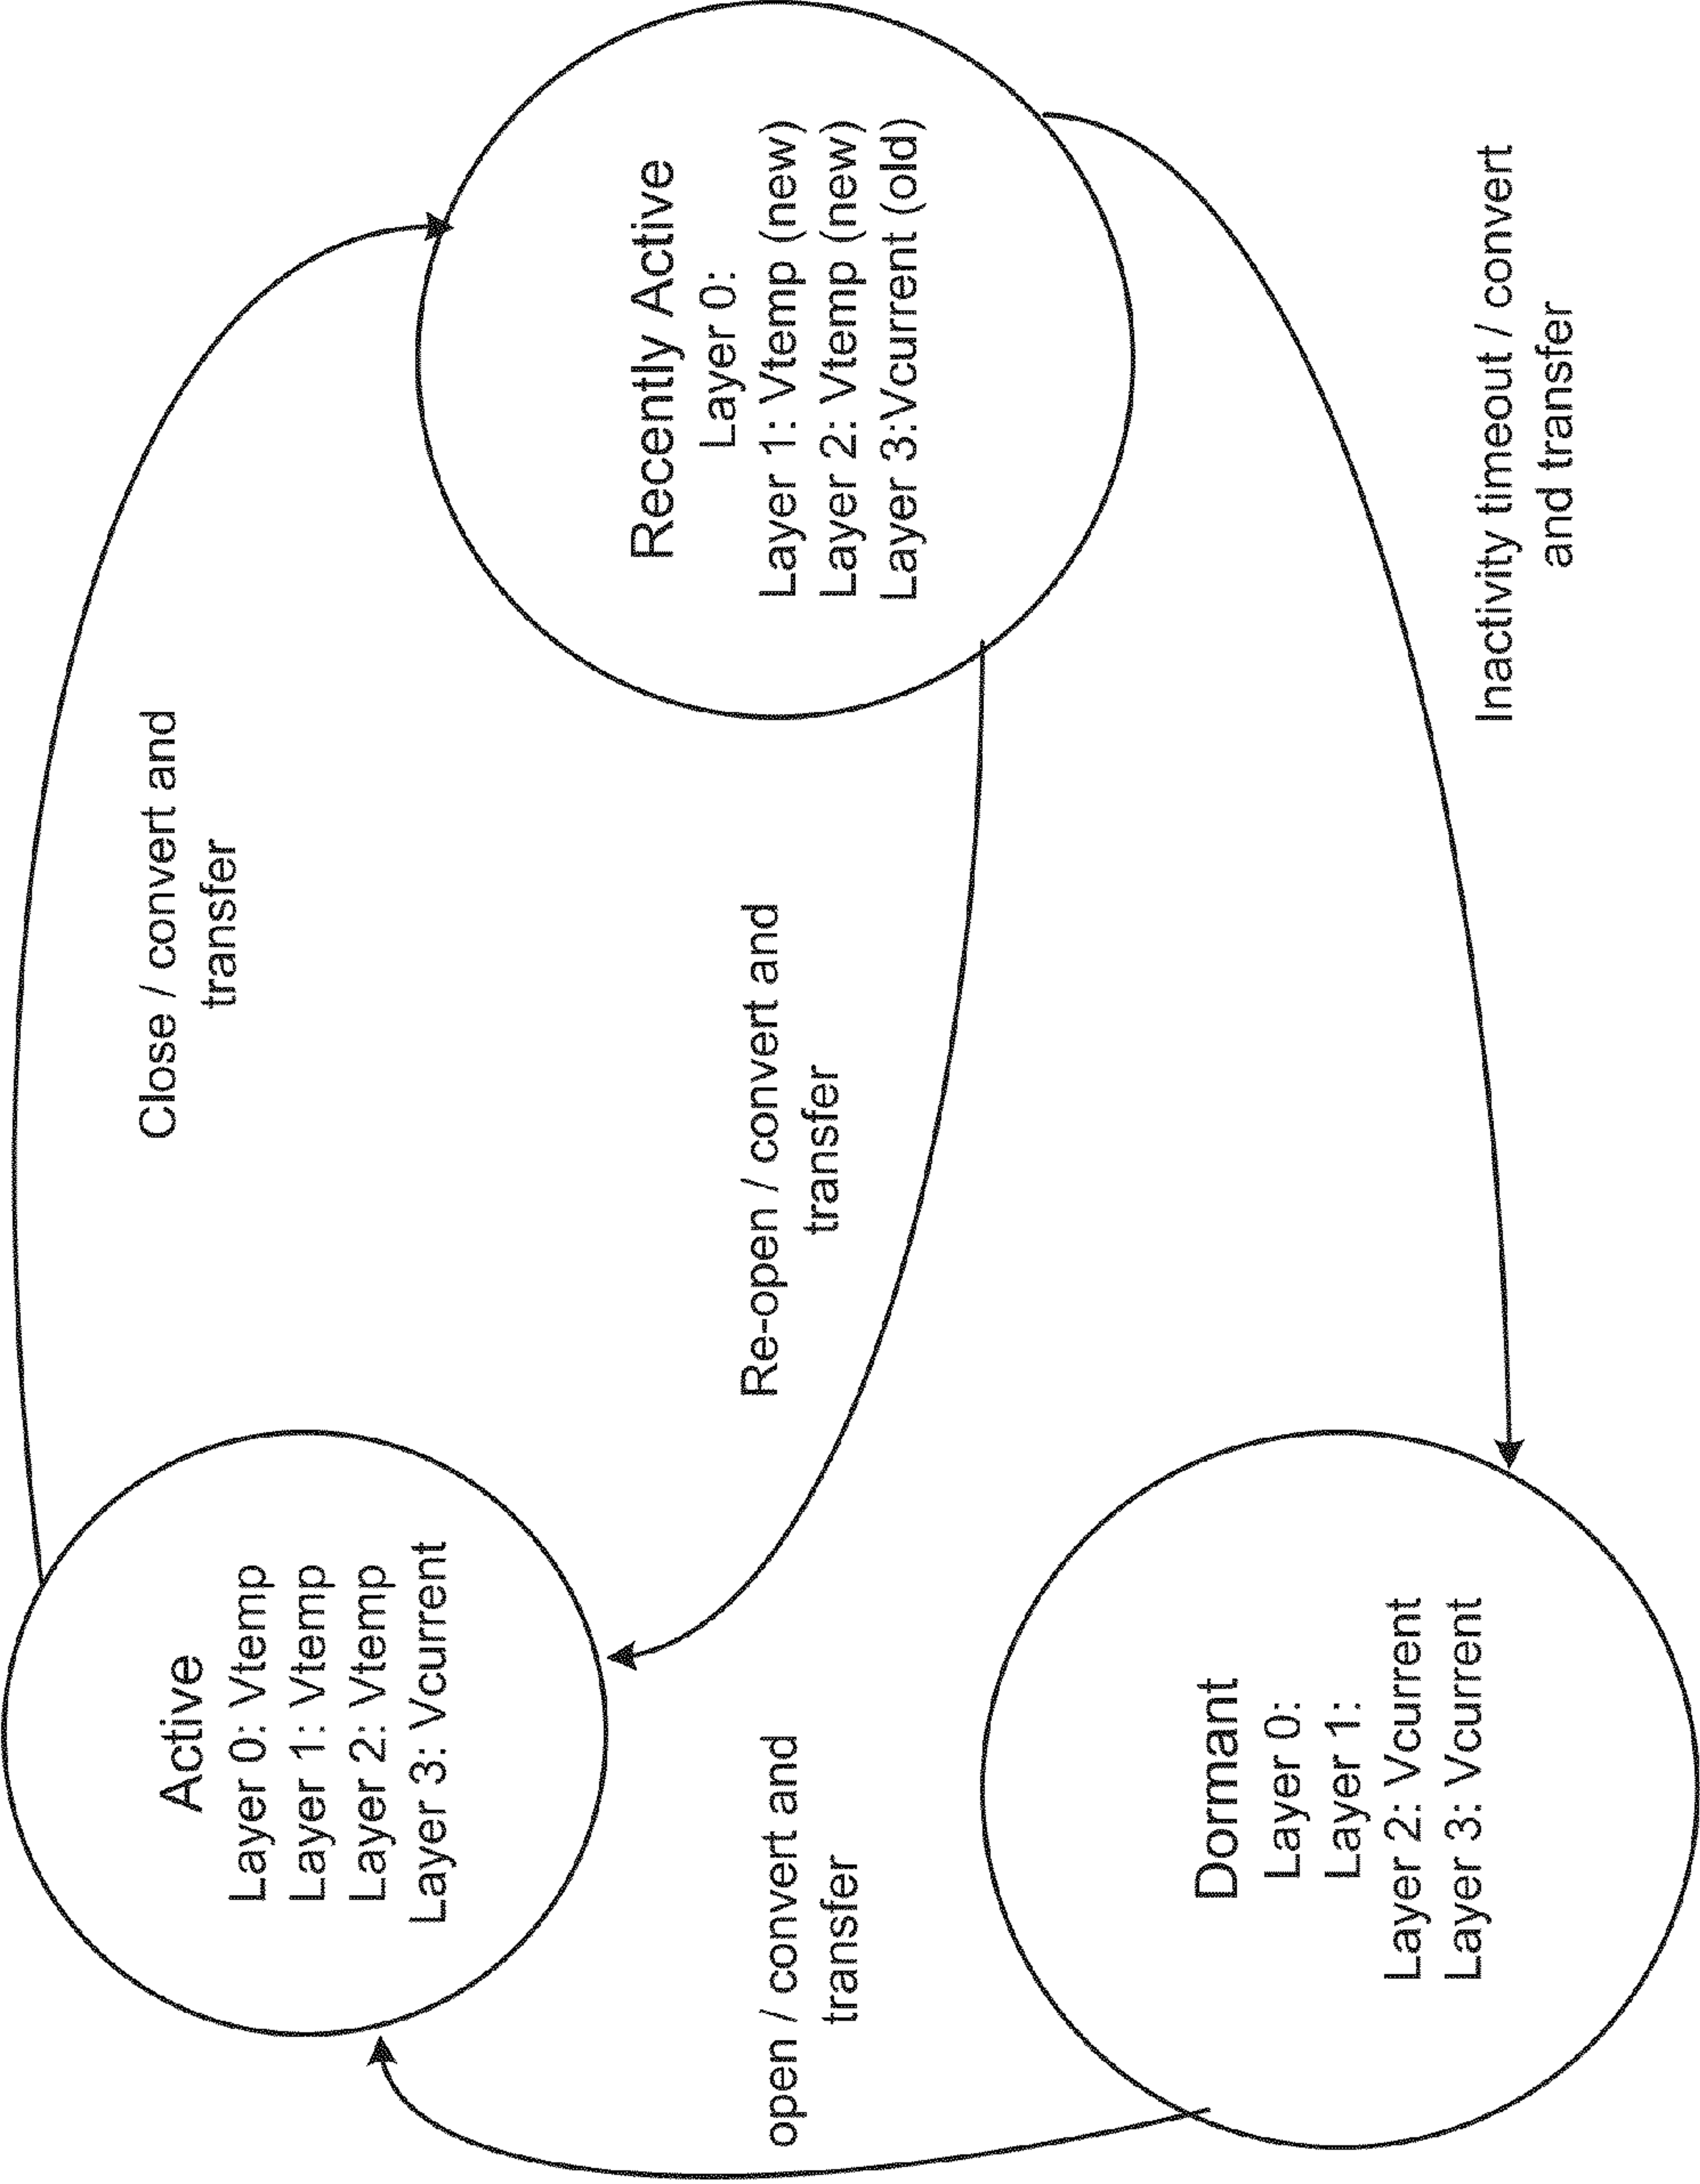 Active
Layer 0: Vtemp
Layer 1: Vtemp
Layer 2: Vtemp
Layer 3: Vcurrent
Close / convert and
transfer
Recently Active
Layer 0:
Layer 1: Vtemp (new)
Layer 2: Vtemp (new)
Layer 3:Vcurrent (old)
Re-open / convert and
transfer
open / convert and
transfer
Dormant
Layer 0:
Layer 1:
Layer 2: Vcurrent
Layer 3: Vcurrent
Inactivity timeout / convert
and transfer